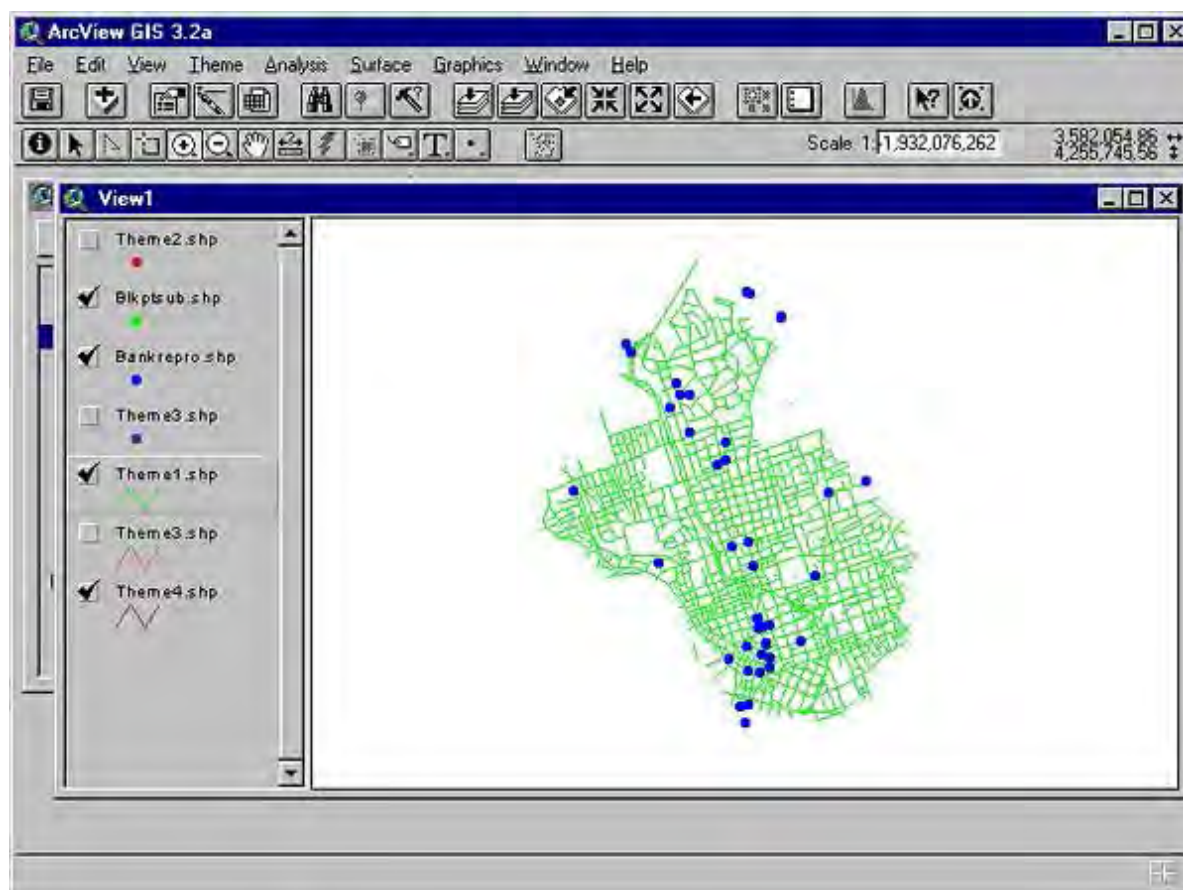 ArcView GIS 3.2a
File Edit View Theme Analysis Surface Graphics Window Help
Scale 1:-1,932,076,262
3,582,054.86
4,255,745.56
View1
Theme2.shp
Blkptsub.shp
Bankrepro.shp
Theme3.shp
Theme1.shp
Theme3.shp
Theme4.shp